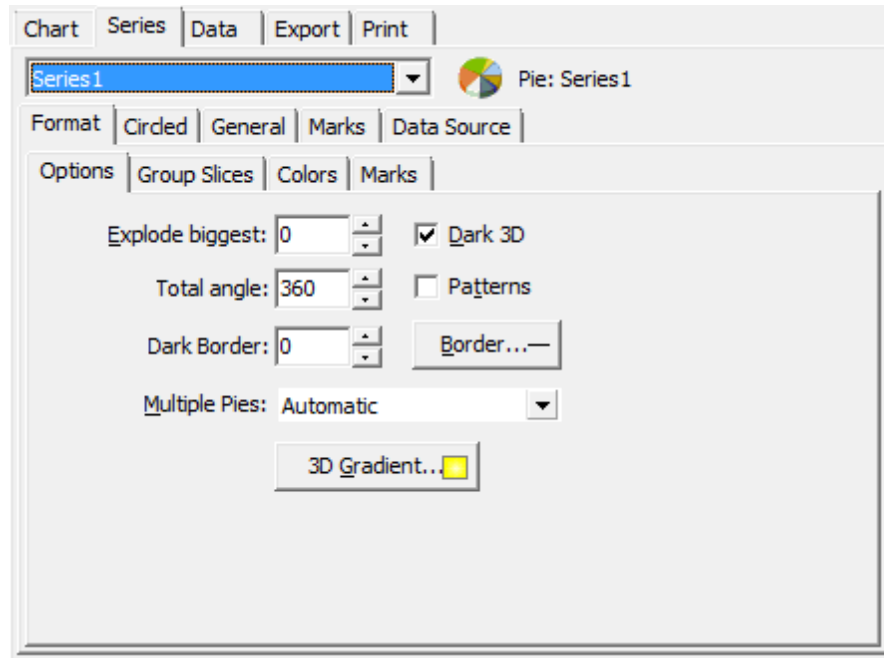 Chart Series Data Export Print
Series1 Pie: Series1
Format Circled General Marks Data Source
Options Group Slices Colors Marks
Explode biggest: 0 Dark 3D
Total angle: 360 Patterns
Dark Border: 0 Border...
Multiple Pies: Automatic
3D Gradient...